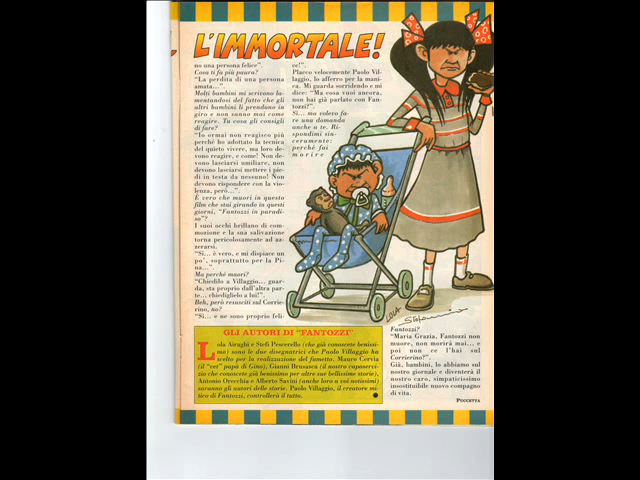 L'IMMORTALE!
no una persona felice".
Cosa ti fa più paura?
"La perdita di una persona
amata..."
Molti bambini mi scrivono la-
mentandosi del fatto che gli
altri bambini li prendono in
giro e non sanno mai come
reagire. Tu cosa gli consigli
di fare?
"Io ormai non reagisco più
perché ho adottato la tecnica
del quieto vivere, ma loro de-
vono reagire, e come! Non de-
vono lasciarsi umiliare, non
devono lasciarsi mettere i pie-
di in testa da nessuno! Non
devono rispondere con la vio-
lenza, però...".
È vero che muori in questo
film che stai girando in questi
giorni, "Fantozzi in paradi-
so"?
I suoi occhi brillano di com-
mozione e la sua salivazione
torna pericolosamente ad az-
zerarsi.
"Sì... è vero, e mi dispiace un
po', soprattutto per la Pi-
na...".
Ma perché muori?
"Chiedilo a Villaggio... guar-
da, sta proprio dall'altra par-
te... chiediglielo a lui!".
Beh, però resusciti sul Corrie-
rino, no?
"Sì... e ne sono proprio feli-
ce!".
Placco velocemente Paolo Vil-
laggio, lo afferro per la mani-
ca. Mi guarda sorridendo e mi
dice: "Ma cosa vuoi ancora,
non hai già parlato con Fan-
tozzi?".
Sì... ma volevo fa-
re una domanda
anche a te. Ri-
spondimi sin-
ceramente:
perché fai
morire
LOLA
Fantozzi?
"Maria Grazia, Fantozzi non
muore, non morirà mai... e
poi non ce l'hai sul
Corrierino?".
Già, bambini, lo abbiamo sul
nostro giornale e diventerà il
nostro caro, simpaticissimo
insostituibile nuovo compagno
di vita.
PUCCETTA
GLI AUTORI DI "FANTOZZI"
Lola Airaghi e Stefi Pescerello (che già conoscete benissi-
mo) sono le due disegnatrici che Paolo Villaggio ha
scelto per la realizzazione del fumetto. Mauro Cervia
(il "vet" papà di Gino), Gianni Brusasca (il nostro caposervi-
zio che conoscete già benissimo per altre sue bellissime storie),
Antonio Orecchia e Alberto Savini (anche loro a voi notissimi)
saranno gli autori delle storie. Paolo Villaggio, il creatore mi-
tico di Fantozzi, controllerà il tutto.